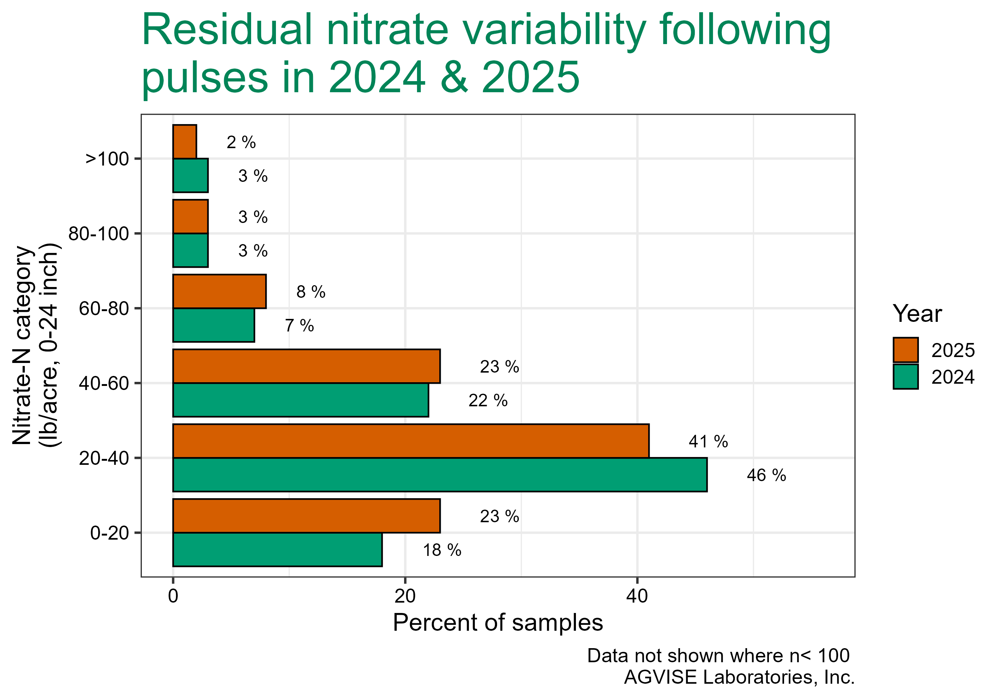 Residual nitrate variability following
pulses in 2024 & 2025
Nitrate-N category
(lb/acre, 0-24 inch)
>100
2 %
3 %
80-100
3 %
3 %
60-80
8 %
7 %
40-60
23 %
22 %
20-40
41 %
46 %
0-20
23 %
18 %
0
20
40
Percent of samples
Year
2025
2024
Data not shown where n< 100
AGVISE Laboratories, Inc.